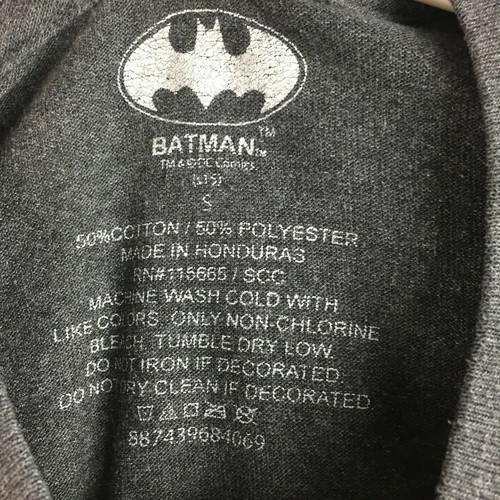 BATMAN™
TM & © DC Comics
(s15)
S
50%COTTON / 50% POLYESTER
MADE IN HONDURAS
RN#115665 / SCC
MACHINE WASH COLD WITH
LIKE COLORS. ONLY NON-CHLORINE
BLEACH. TUMBLE DRY LOW.
DO NOT IRON IF DECORATED.
DO NOT DRY CLEAN IF DECORATED.
887439684069